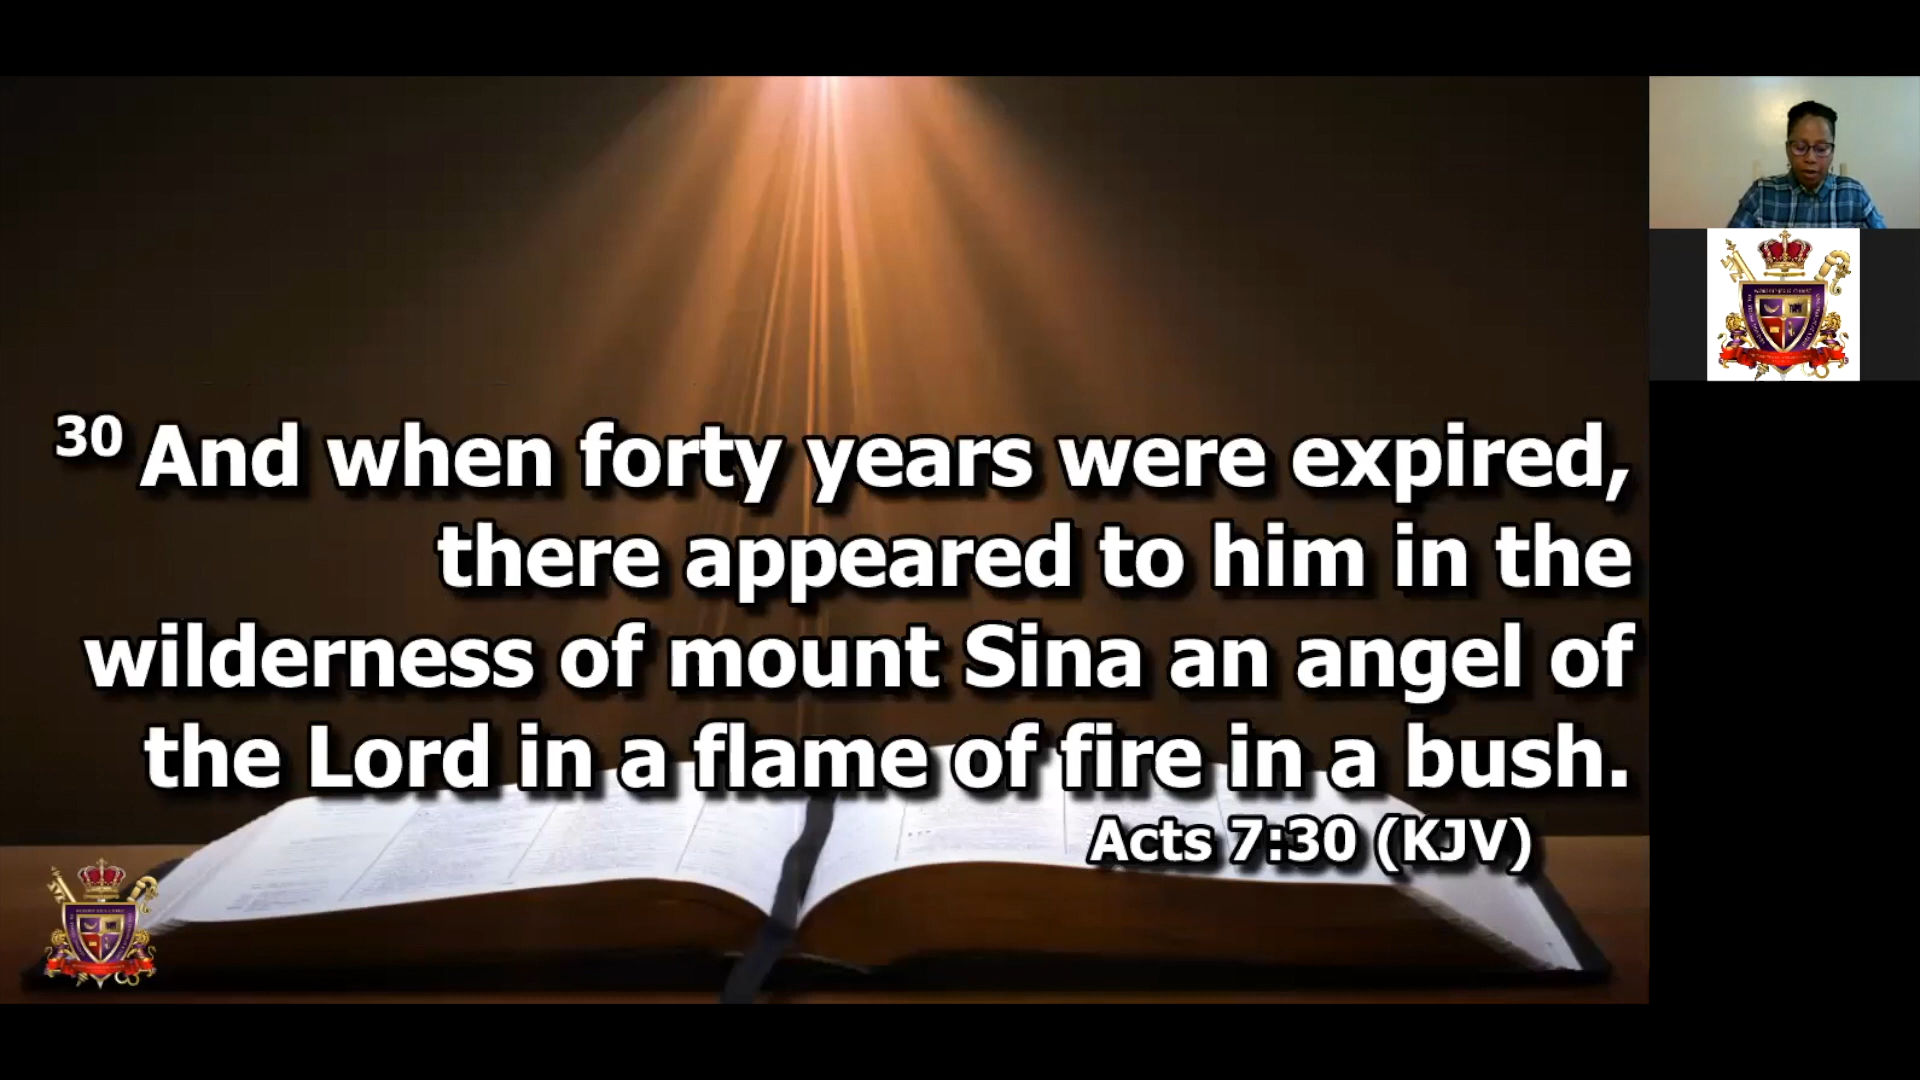 30 And when forty years were expired,
there appeared to him in the
wilderness of mount Sina an angel of
the Lord in a flame of fire in a bush.
Acts 7:30 (KJV)